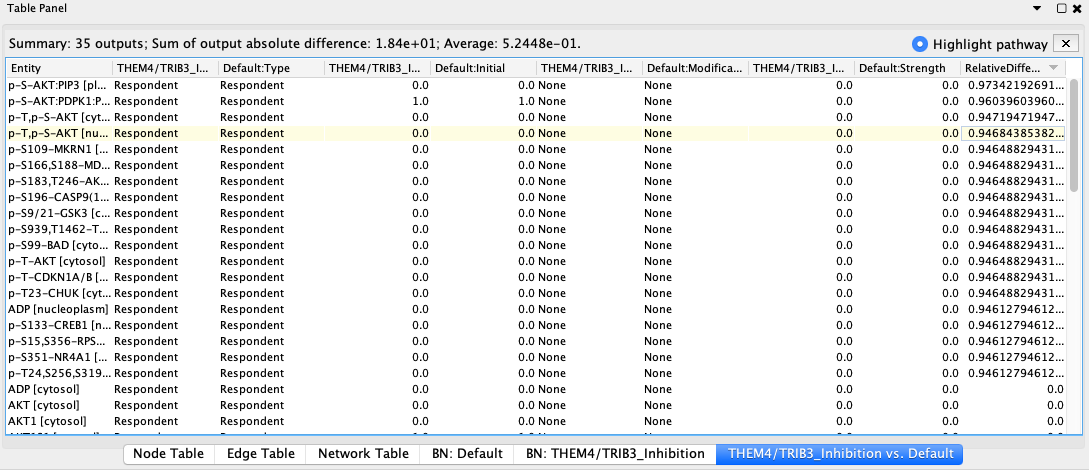 Table Panel
Summary: 35 outputs; Sum of output absolute difference: 1.84e+01; Average: 5.2448e-01. Highlight pathway
Entity THEM4/TRIB3_I... Default:Type THEM4/TRIB3_I... Default:Initial THEM4/TRIB3_I... Default:Modifica... THEM4/TRIB3_I... Default:Strength RelativeDiffe...
p-S-AKT:PIP3 [pl... Respondent Respondent 0.0 0.0 None None 0.0 0.0 0.97342192691...
p-S-AKT:PDPK1:P... Respondent Respondent 1.0 1.0 None None 0.0 0.0 0.96039603960...
p-T,p-S-AKT [cyt... Respondent Respondent 0.0 0.0 None None 0.0 0.0 0.94719471947...
p-T,p-S-AKT [nu... Respondent Respondent 0.0 0.0 None None 0.0 0.0 0.94684385382...
p-S109-MKRN1 [... Respondent Respondent 0.0 0.0 None None 0.0 0.0 0.94648829431...
p-S166,S188-MD... Respondent Respondent 0.0 0.0 None None 0.0 0.0 0.94648829431...
p-S183,T246-AK... Respondent Respondent 0.0 0.0 None None 0.0 0.0 0.94648829431...
p-S196-CASP9(1... Respondent Respondent 0.0 0.0 None None 0.0 0.0 0.94648829431...
p-S9/21-GSK3 [c... Respondent Respondent 0.0 0.0 None None 0.0 0.0 0.94648829431...
p-S939,T1462-T... Respondent Respondent 0.0 0.0 None None 0.0 0.0 0.94648829431...
p-S99-BAD [cyto... Respondent Respondent 0.0 0.0 None None 0.0 0.0 0.94648829431...
p-T-AKT [cytosol] Respondent Respondent 0.0 0.0 None None 0.0 0.0 0.94648829431...
p-T-CDKN1A/B [... Respondent Respondent 0.0 0.0 None None 0.0 0.0 0.94648829431...
p-T23-CHUK [cyt... Respondent Respondent 0.0 0.0 None None 0.0 0.0 0.94648829431...
ADP [nucleoplasm] Respondent Respondent 0.0 0.0 None None 0.0 0.0 0.94612794612...
p-S133-CREB1 [n... Respondent Respondent 0.0 0.0 None None 0.0 0.0 0.94612794612...
p-S15,S356-RPS... Respondent Respondent 0.0 0.0 None None 0.0 0.0 0.94612794612...
p-S351-NR4A1 [... Respondent Respondent 0.0 0.0 None None 0.0 0.0 0.94612794612...
p-T24,S256,S319... Respondent Respondent 0.0 0.0 None None 0.0 0.0 0.94612794612...
ADP [cytosol] Respondent Respondent 0.0 0.0 None None 0.0 0.0 0.0
AKT [cytosol] Respondent Respondent 0.0 0.0 None None 0.0 0.0 0.0
AKT1 [cytosol] Respondent Respondent 0.0 0.0 None None 0.0 0.0 0.0
Node Table Edge Table Network Table BN: Default BN: THEM4/TRIB3_Inhibition THEM4/TRIB3_Inhibition vs. Default